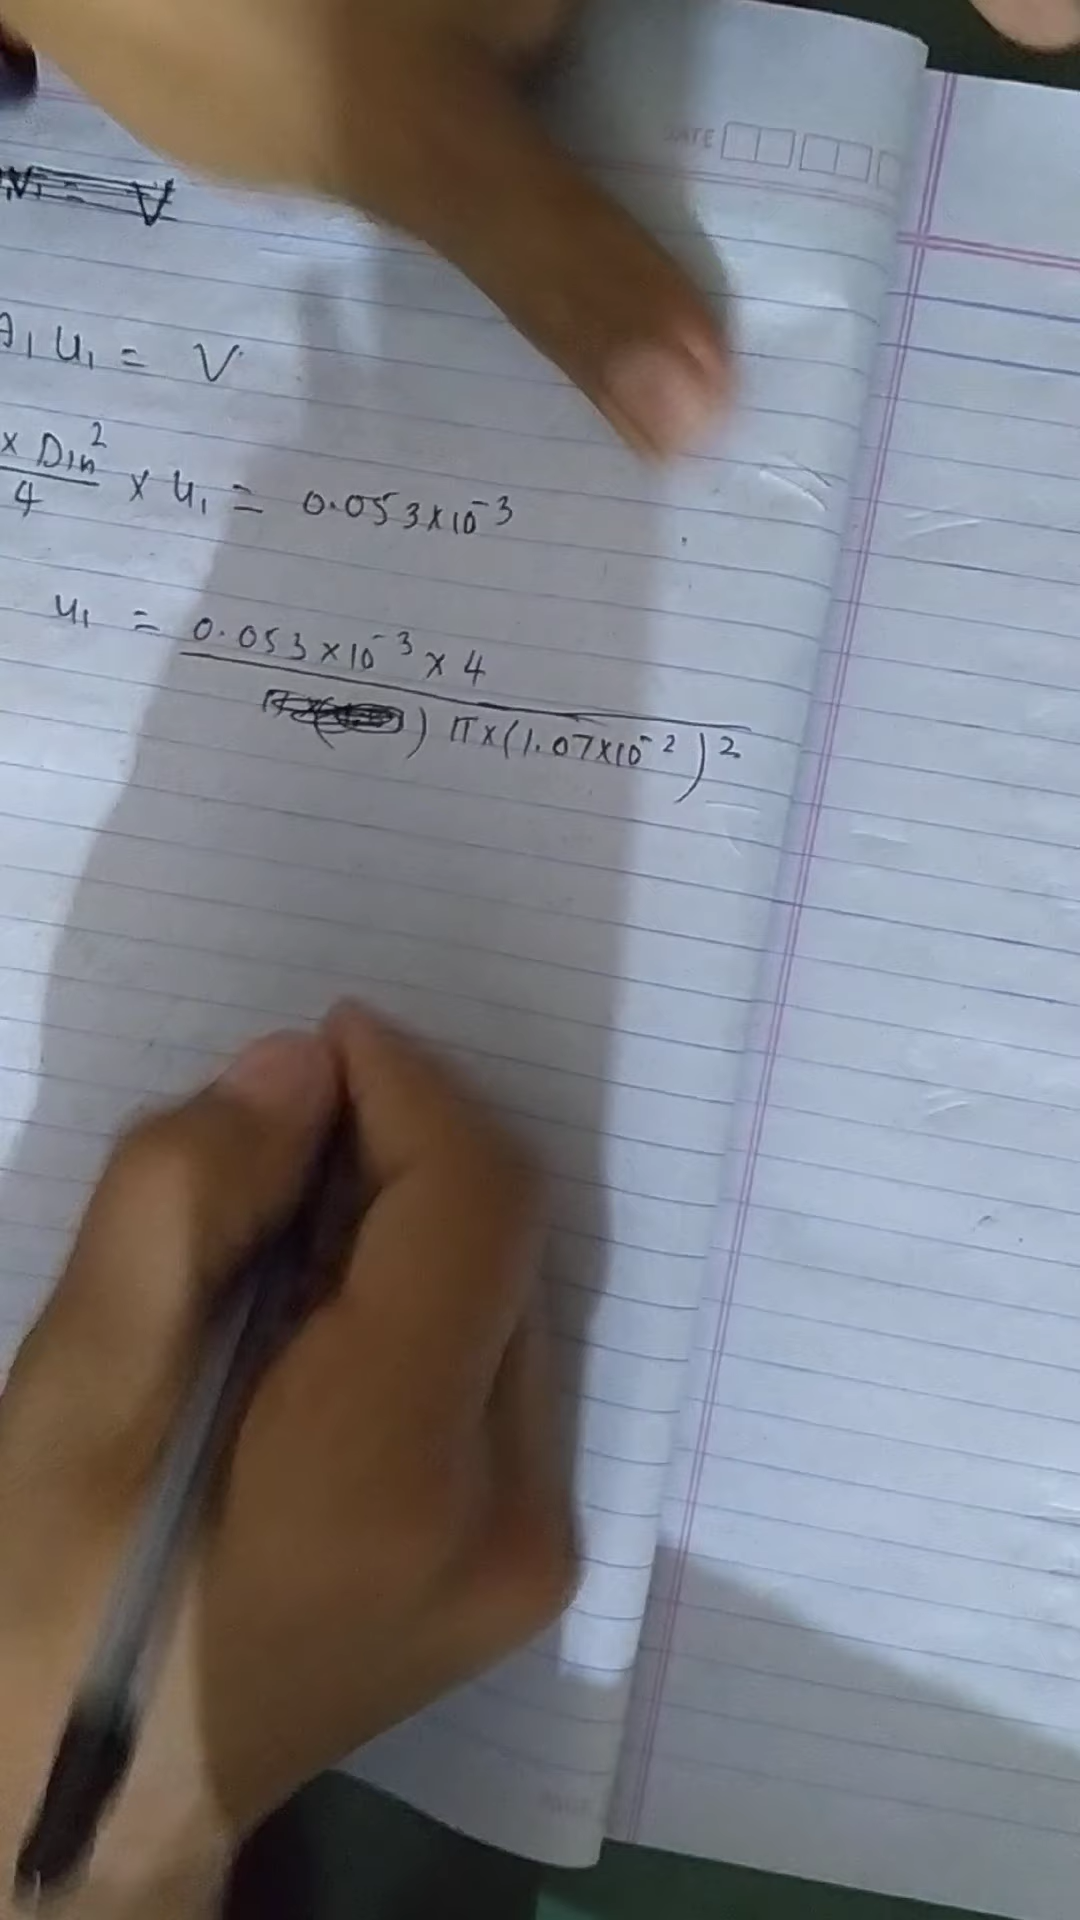 DATE
A₁ u₁ = V̇
x Din² / 4 × u₁ = 0.053×10⁻³
u₁ = 0.053×10⁻³ × 4 / π×(1.07×10⁻²)²